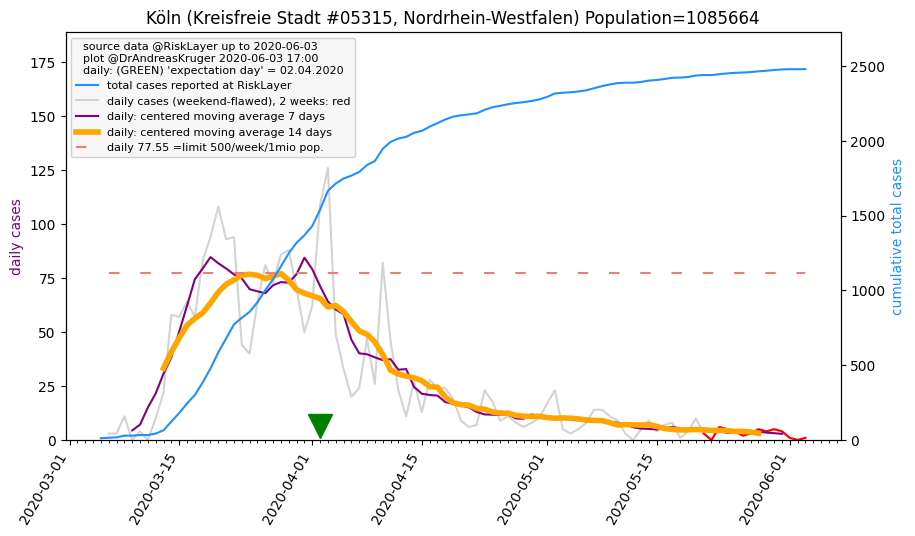 Köln (Kreisfreie Stadt #05315, Nordrhein-Westfalen) Population=1085664
source data @RiskLayer up to 2020-06-03
plot @DrAndreasKruger 2020-06-03 17:00
daily: (GREEN) 'expectation day' = 02.04.2020
total cases reported at RiskLayer
daily cases (weekend-flawed), 2 weeks: red
daily: centered moving average 7 days
daily: centered moving average 14 days
daily 77.55 =limit 500/week/1mio pop.
daily cases
175
150
125
100
75
50
25
0
2500
2000
1500
1000
500
0
cumulative total cases
2020-03-01
2020-03-15
2020-04-01
2020-04-15
2020-05-01
2020-05-15
2020-06-01